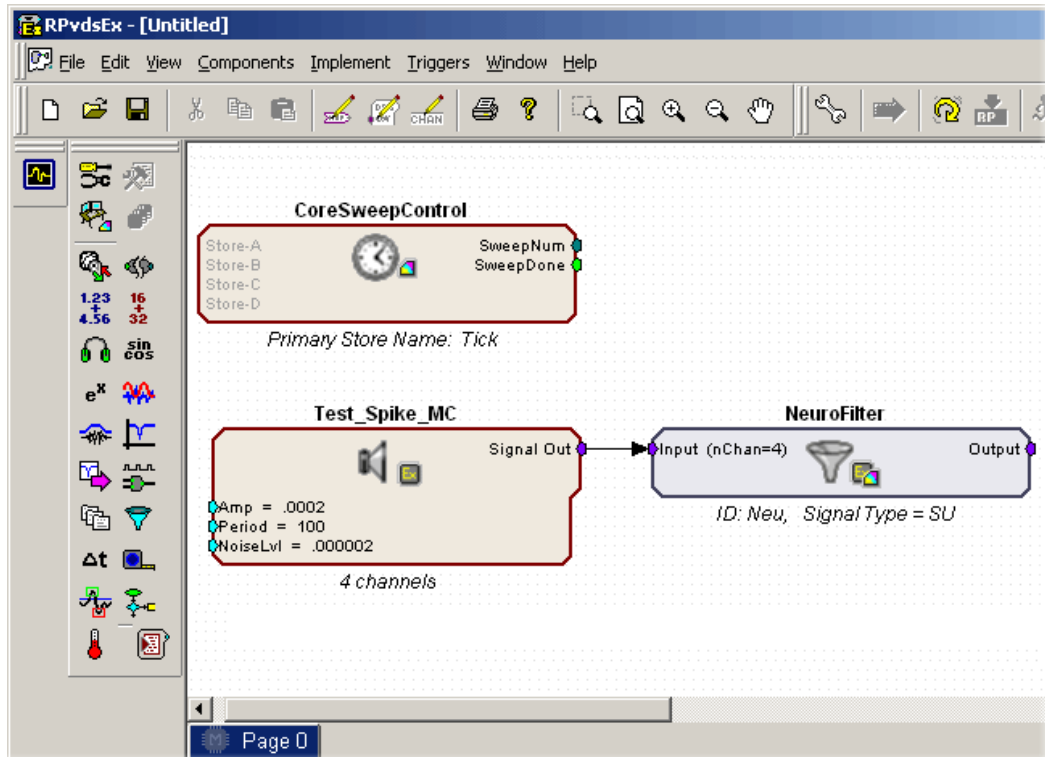 RPvdsEx - [Untitled]
File Edit View Components Implement Triggers Window Help
CHAN
RP
CoreSweepControl
Store-A
Store-B
Store-C
Store-D
SweepNum
SweepDone
Primary Store Name: Tick
1.23
+
4.56
16
+
32
sin
cos
e^x
Δt
Test_Spike_MC
Signal Out
Amp = .0002
Period = 100
NoiseLvl = .000002
4 channels
NeuroFilter
Input (nChan=4)
Output
ID: Neu, Signal Type = SU
Page 0